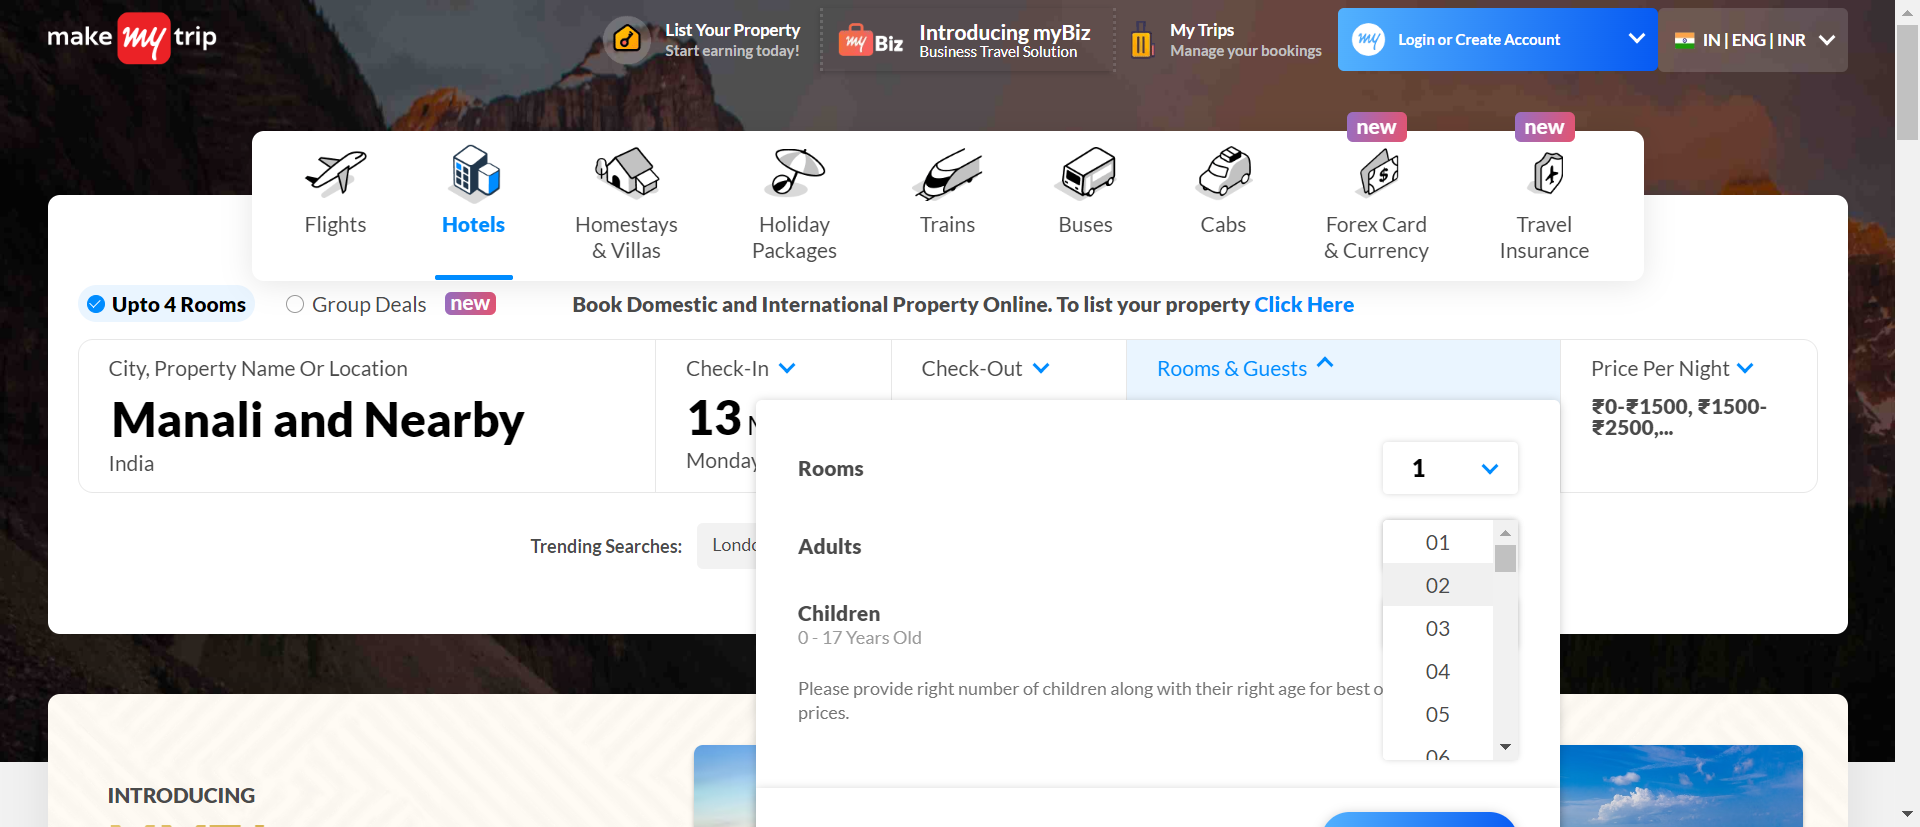 make my trip
List Your Property
Start earning today!
my Biz
Introducing myBiz
Business Travel Solution
My Trips
Manage your bookings
my
Login or Create Account
IN | ENG | INR
new
new
Flights
Hotels
Homestays
& Villas
Holiday
Packages
Trains
Buses
Cabs
Forex Card
& Currency
Travel
Insurance
Upto 4 Rooms
Group Deals
new
Book Domestic and International Property Online. To list your property Click Here
City, Property Name Or Location
Manali and Nearby
India
Check-In
13
Monday
Check-Out
Rooms & Guests
Price Per Night
₹0-₹1500, ₹1500-
₹2500,...
Rooms
1
Adults
01
02
03
04
05
06
Children
0 - 17 Years Old
Please provide right number of children along with their right age for best o
prices.
Trending Searches:
Londo
INTRODUCING